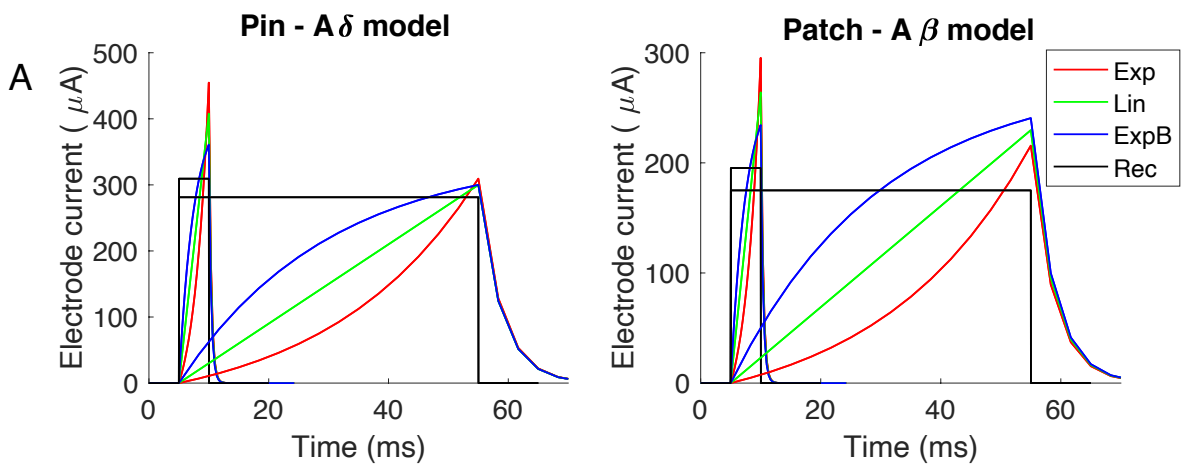 Pin - A δ model
Patch - A β model
A
Electrode current ( μA)
500
400
300
200
100
0
0
20
40
60
Time (ms)
Electrode current ( μA)
300
200
100
0
0
20
40
60
Time (ms)
Exp
Lin
ExpB
Rec